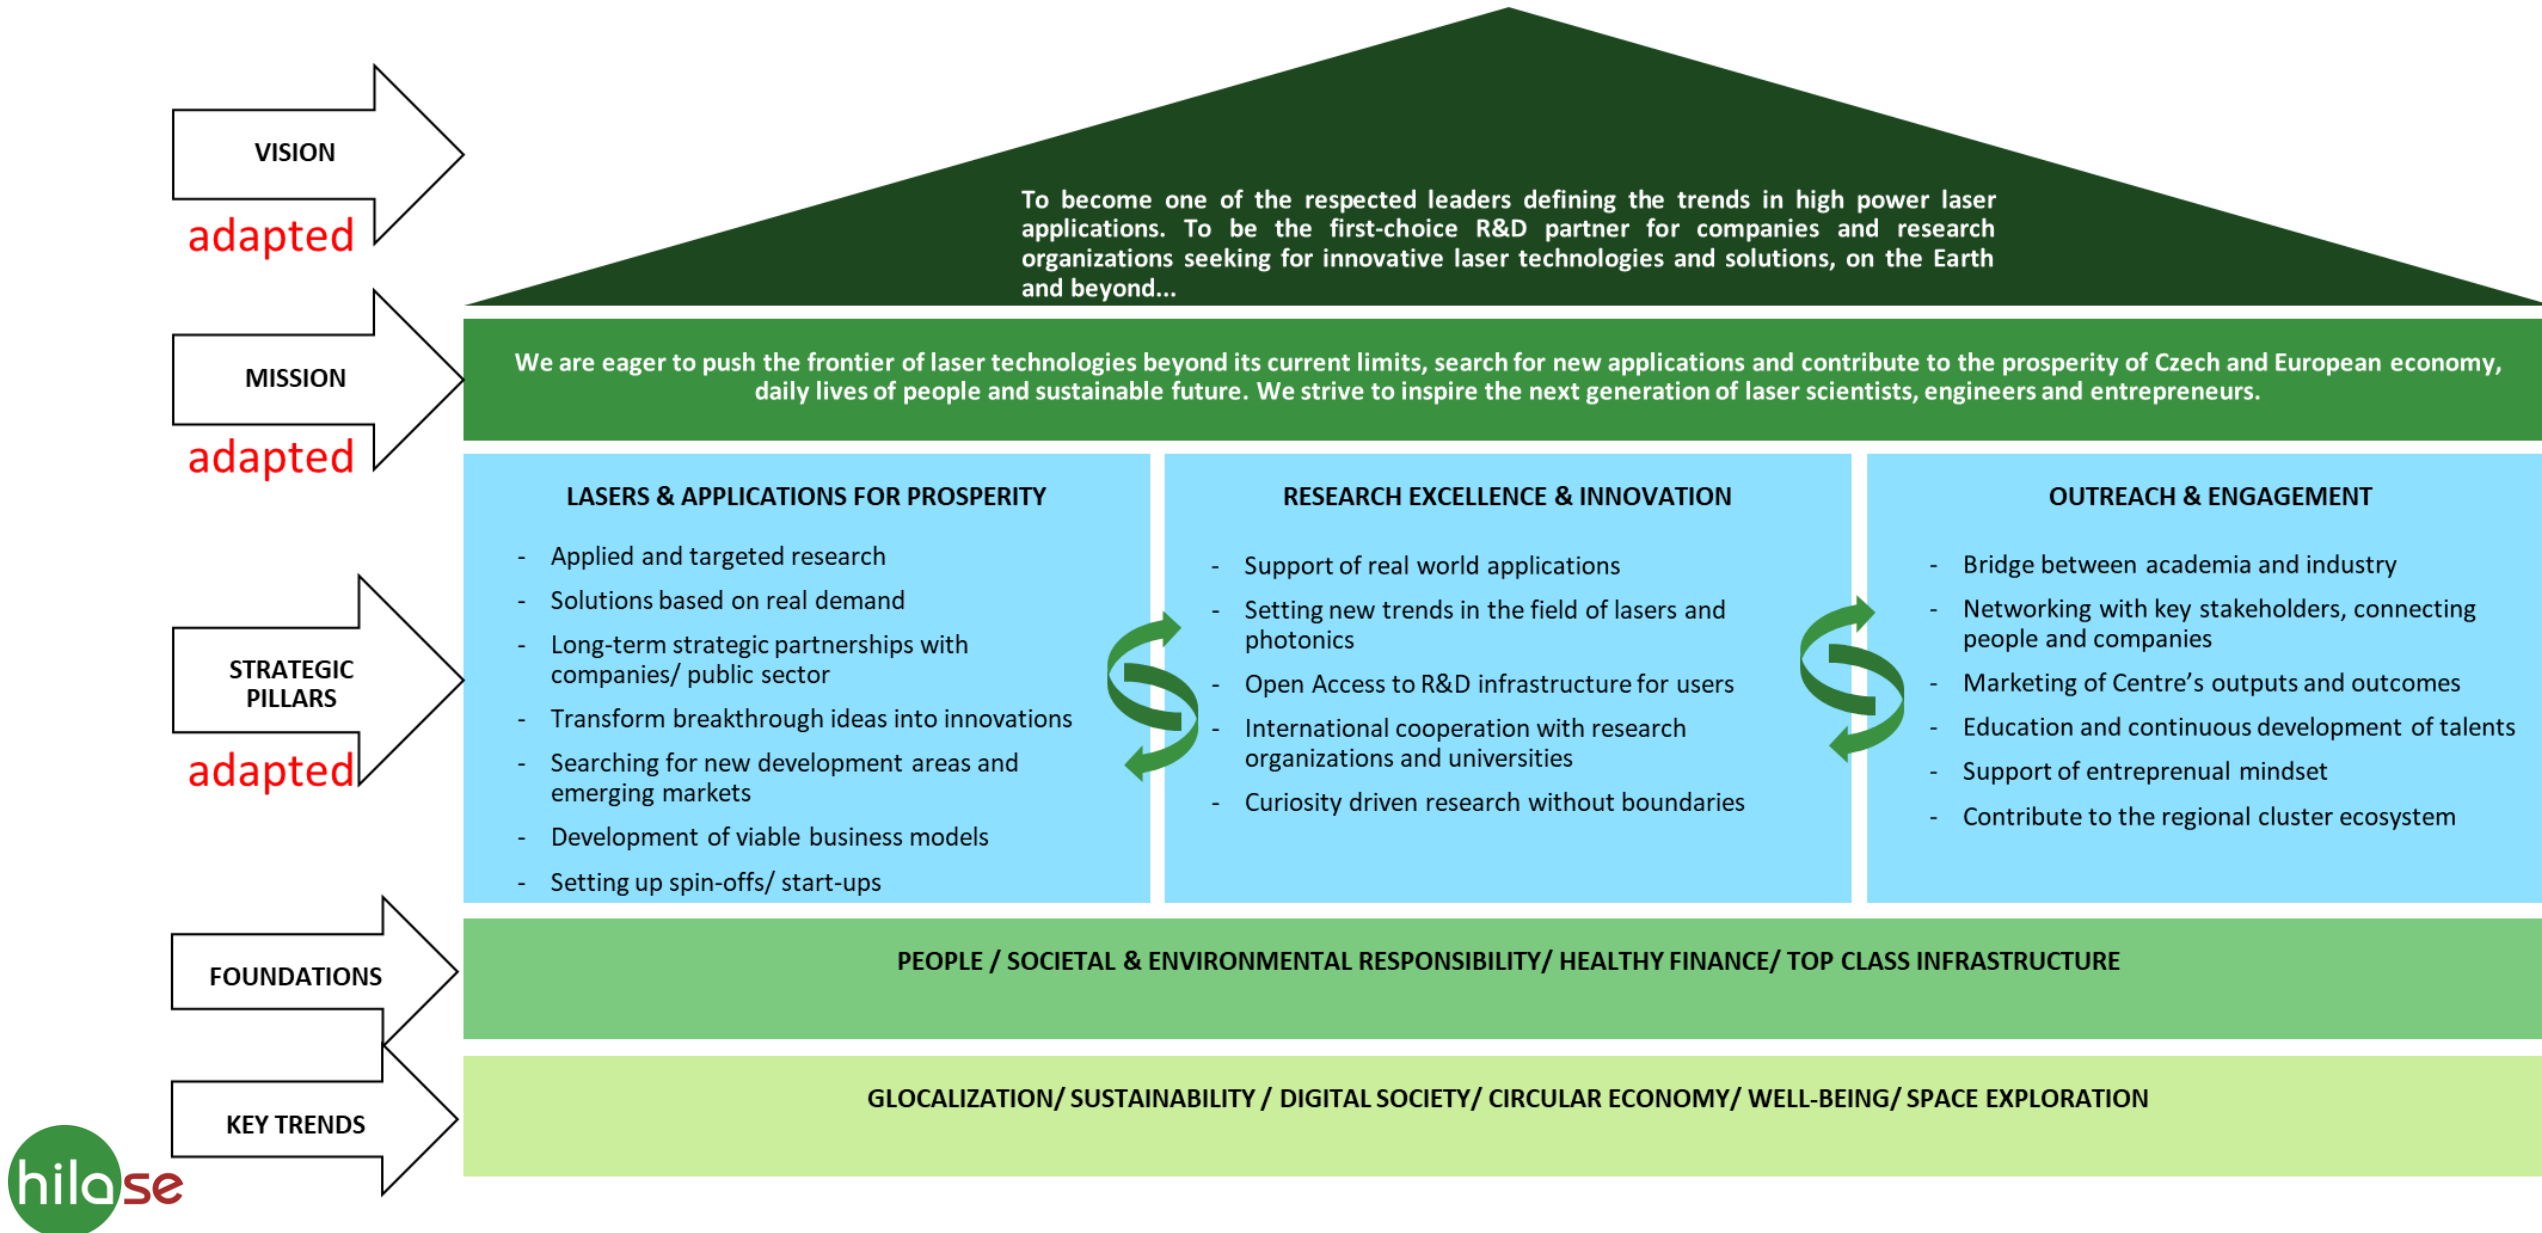 VISION
adapted
To become one of the respected leaders defining the trends in high power laser
applications. To be the first-choice R&D partner for companies and research
organizations seeking for innovative laser technologies and solutions, on the Earth
and beyond...
MISSION
adapted
We are eager to push the frontier of laser technologies beyond its current limits, search for new applications and contribute to the prosperity of Czech and European economy,
daily lives of people and sustainable future. We strive to inspire the next generation of laser scientists, engineers and entrepreneurs.
STRATEGIC
PILLARS
adapted
LASERS & APPLICATIONS FOR PROSPERITY
- Applied and targeted research
- Solutions based on real demand
- Long-term strategic partnerships with
companies/ public sector
- Transform breakthrough ideas into innovations
- Searching for new development areas and
emerging markets
- Development of viable business models
- Setting up spin-offs/ start-ups
RESEARCH EXCELLENCE & INNOVATION
- Support of real world applications
- Setting new trends in the field of lasers and
photonics
- Open Access to R&D infrastructure for users
- International cooperation with research
organizations and universities
- Curiosity driven research without boundaries
OUTREACH & ENGAGEMENT
- Bridge between academia and industry
- Networking with key stakeholders, connecting
people and companies
- Marketing of Centre's outputs and outcomes
- Education and continuous development of talents
- Support of entreprenual mindset
- Contribute to the regional cluster ecosystem
FOUNDATIONS
PEOPLE / SOCIETAL & ENVIRONMENTAL RESPONSIBILITY/ HEALTHY FINANCE/ TOP CLASS INFRASTRUCTURE
KEY TRENDS
GLOCALIZATION/ SUSTAINABILITY / DIGITAL SOCIETY/ CIRCULAR ECONOMY/ WELL-BEING/ SPACE EXPLORATION
hilase